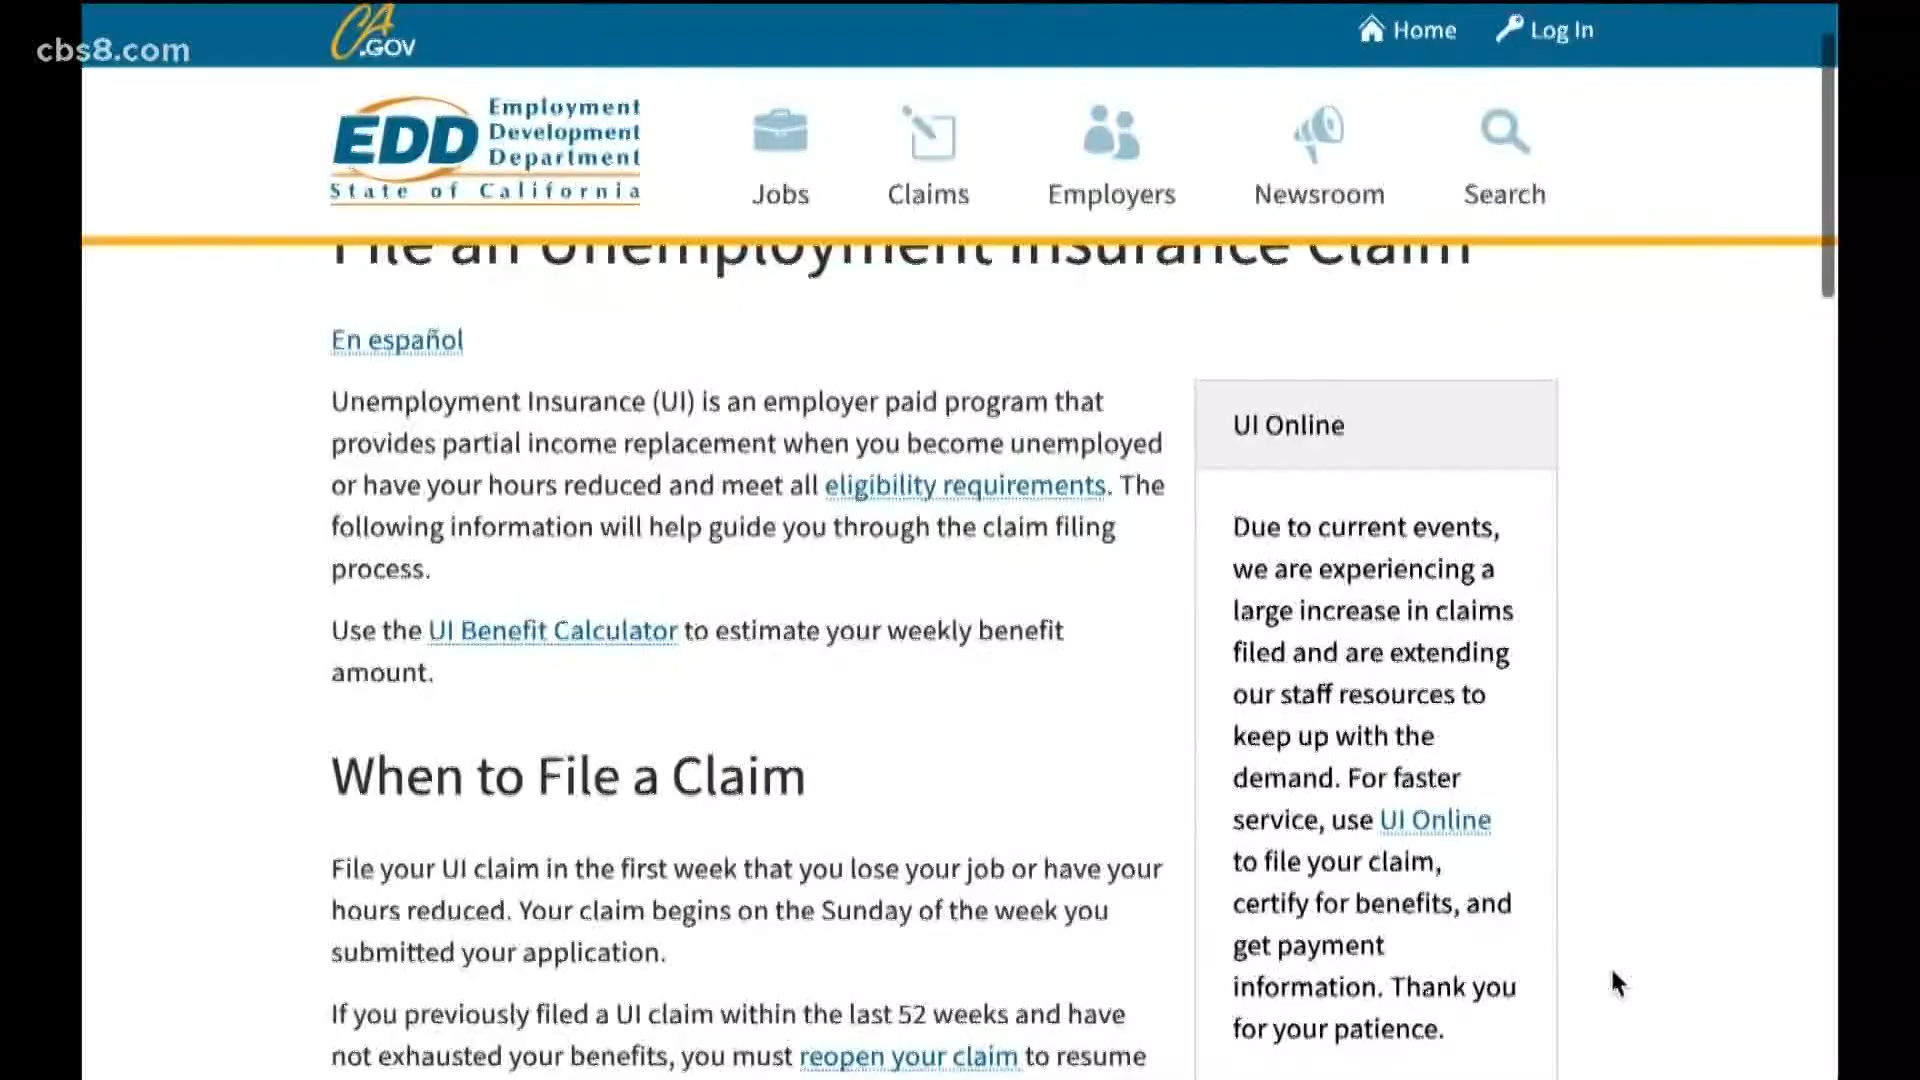 cbs8.com
CA.GOV
Home
Log In
EDD
Employment
Development
Department
State of California
Jobs
Claims
Employers
Newsroom
Search
File an Unemployment Insurance Claim
En español
Unemployment Insurance (UI) is an employer paid program that
provides partial income replacement when you become unemployed
or have your hours reduced and meet all eligibility requirements. The
following information will help guide you through the claim filing
process.
Use the UI Benefit Calculator to estimate your weekly benefit
amount.
When to File a Claim
File your UI claim in the first week that you lose your job or have your
hours reduced. Your claim begins on the Sunday of the week you
submitted your application.
If you previously filed a UI claim within the last 52 weeks and have
not exhausted your benefits, you must reopen your claim to resume
UI Online
Due to current events,
we are experiencing a
large increase in claims
filed and are extending
our staff resources to
keep up with the
demand. For faster
service, use UI Online
to file your claim,
certify for benefits, and
get payment
information. Thank you
for your patience.